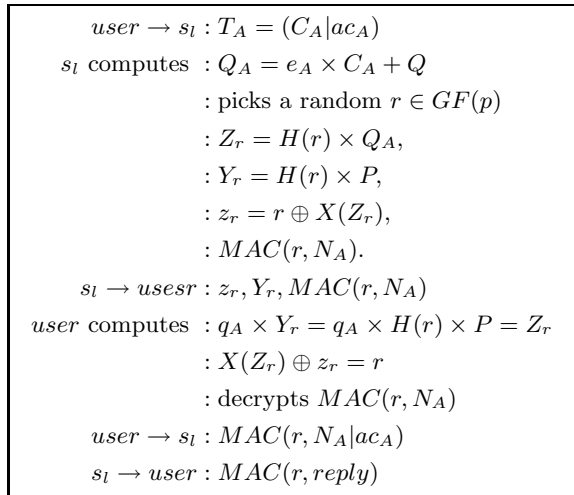 user → s_l : T_A = (C_A|ac_A)
s_l computes : Q_A = e_A × C_A + Q
: picks a random r ∈ GF(p)
: Z_r = H(r) × Q_A,
: Y_r = H(r) × P,
: z_r = r ⊕ X(Z_r),
: MAC(r, N_A).
s_l → usesr : z_r, Y_r, MAC(r, N_A)
user computes : q_A × Y_r = q_A × H(r) × P = Z_r
: X(Z_r) ⊕ z_r = r
: decrypts MAC(r, N_A)
user → s_l : MAC(r, N_A|ac_A)
s_l → user : MAC(r, reply)